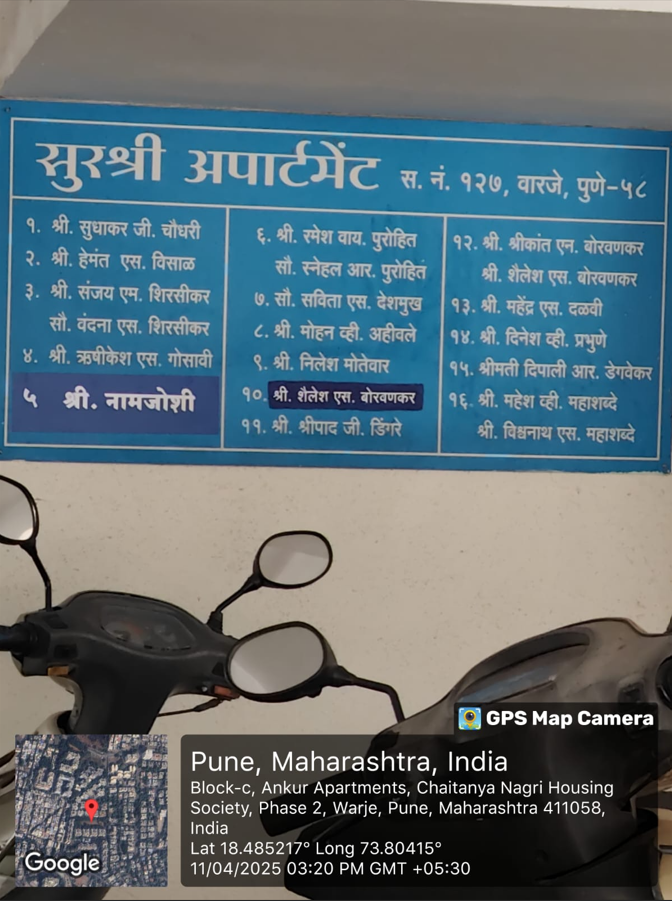 सुरश्री अपार्टमेंट स. नं. १२७, वारजे, पुणे-५८
१. श्री. सुधाकर जी. चौधरी
२. श्री. हेमंत एस. विसाळ
३. श्री. संजय एम. शिरसीकर
सौ. वंदना एस. शिरसीकर
४. श्री. ऋषीकेश एस. गोसावी
५ श्री. नामजोशी
६. श्री. रमेश वाय. पुरोहित
सौ. स्नेहल आर. पुरोहित
७. सौ. सविता एस. देशमुख
८. श्री. मोहन व्ही. अहीवले
९. श्री. निलेश मोतेवार
१०. श्री. शैलेश एस. बोरवणकर
११. श्री. श्रीपाद जी. डिंगरे
१२. श्री. श्रीकांत एन. बोरवणकर
श्री. शैलेश एस. बोरवणकर
१३. श्री. महेंद्र एस. दळवी
१४. श्री. दिनेश व्ही. प्रभुणे
१५. श्रीमती दिपाली आर. डेगवेकर
१६. श्री. महेश व्ही. महाशब्दे
श्री. विश्वनाथ एस. महाशब्दे
GPS Map Camera
Google
Pune, Maharashtra, India
Block-c, Ankur Apartments, Chaitanya Nagri Housing
Society, Phase 2, Warje, Pune, Maharashtra 411058,
India
Lat 18.485217° Long 73.80415°
11/04/2025 03:20 PM GMT +05:30